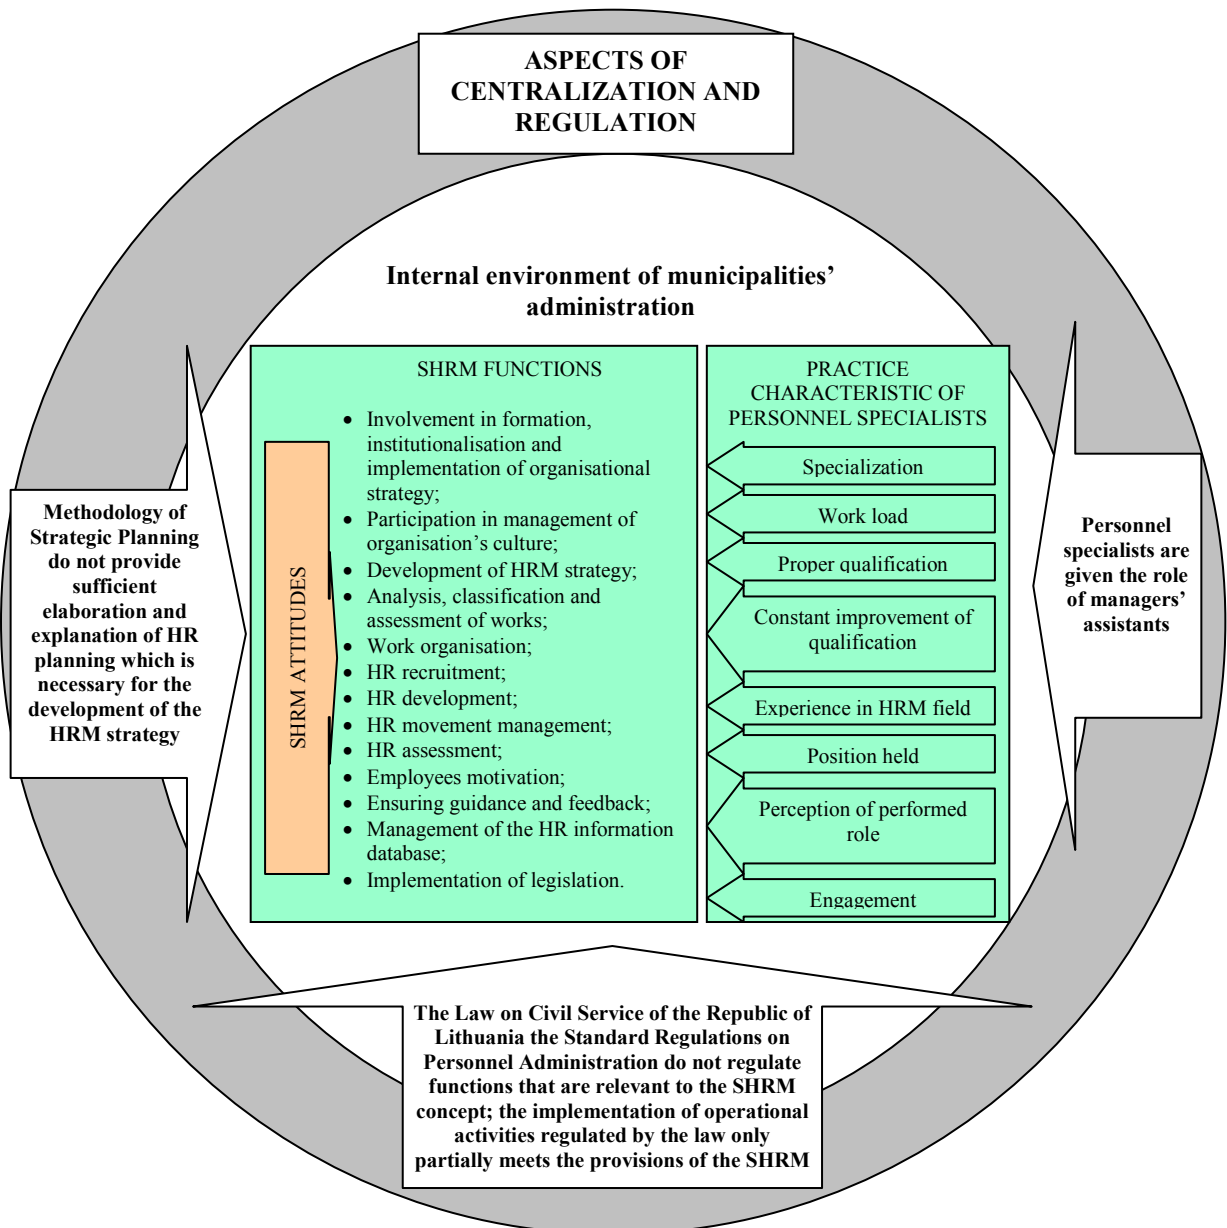 ASPECTS OF
CENTRALIZATION AND
REGULATION
Internal environment of municipalities’
administration
Methodology of
Strategic Planning
do not provide
sufficient
elaboration and
explanation of HR
planning which is
necessary for the
development of the
HRM strategy
SHRM ATTITUDES
SHRM FUNCTIONS
• Involvement in formation,
institutionalisation and
implementation of organisational
strategy;
• Participation in management of
organisation’s culture;
• Development of HRM strategy;
• Analysis, classification and
assessment of works;
• Work organisation;
• HR recruitment;
• HR development;
• HR movement management;
• HR assessment;
• Employees motivation;
• Ensuring guidance and feedback;
• Management of the HR information
database;
• Implementation of legislation.
PRACTICE
CHARACTERISTIC OF
PERSONNEL SPECIALISTS
Specialization
Work load
Proper qualification
Constant improvement of
qualification
Experience in HRM field
Position held
Perception of performed
role
Engagement
Personnel
specialists are
given the role
of managers’
assistants
The Law on Civil Service of the Republic of
Lithuania the Standard Regulations on
Personnel Administration do not regulate
functions that are relevant to the SHRM
concept; the implementation of operational
activities regulated by the law only
partially meets the provisions of the SHRM